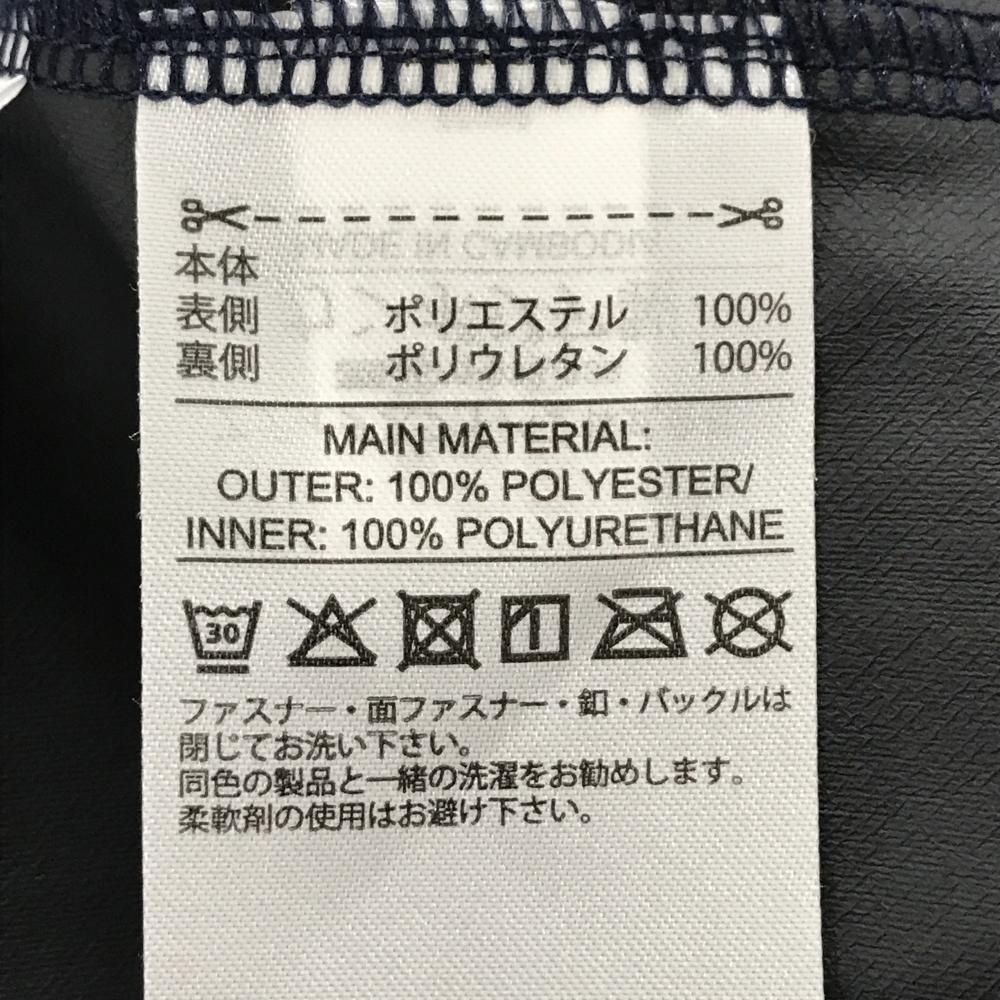 本体
表側 ポリエステル 100%
裏側 ポリウレタン 100%
MAIN MATERIAL:
OUTER: 100% POLYESTER/
INNER: 100% POLYURETHANE
30
ファスナー・面ファスナー・釦・バックルは
閉じてお洗い下さい。
同色の製品と一緒の洗濯をお勧めします。
柔軟剤の使用はお避け下さい。